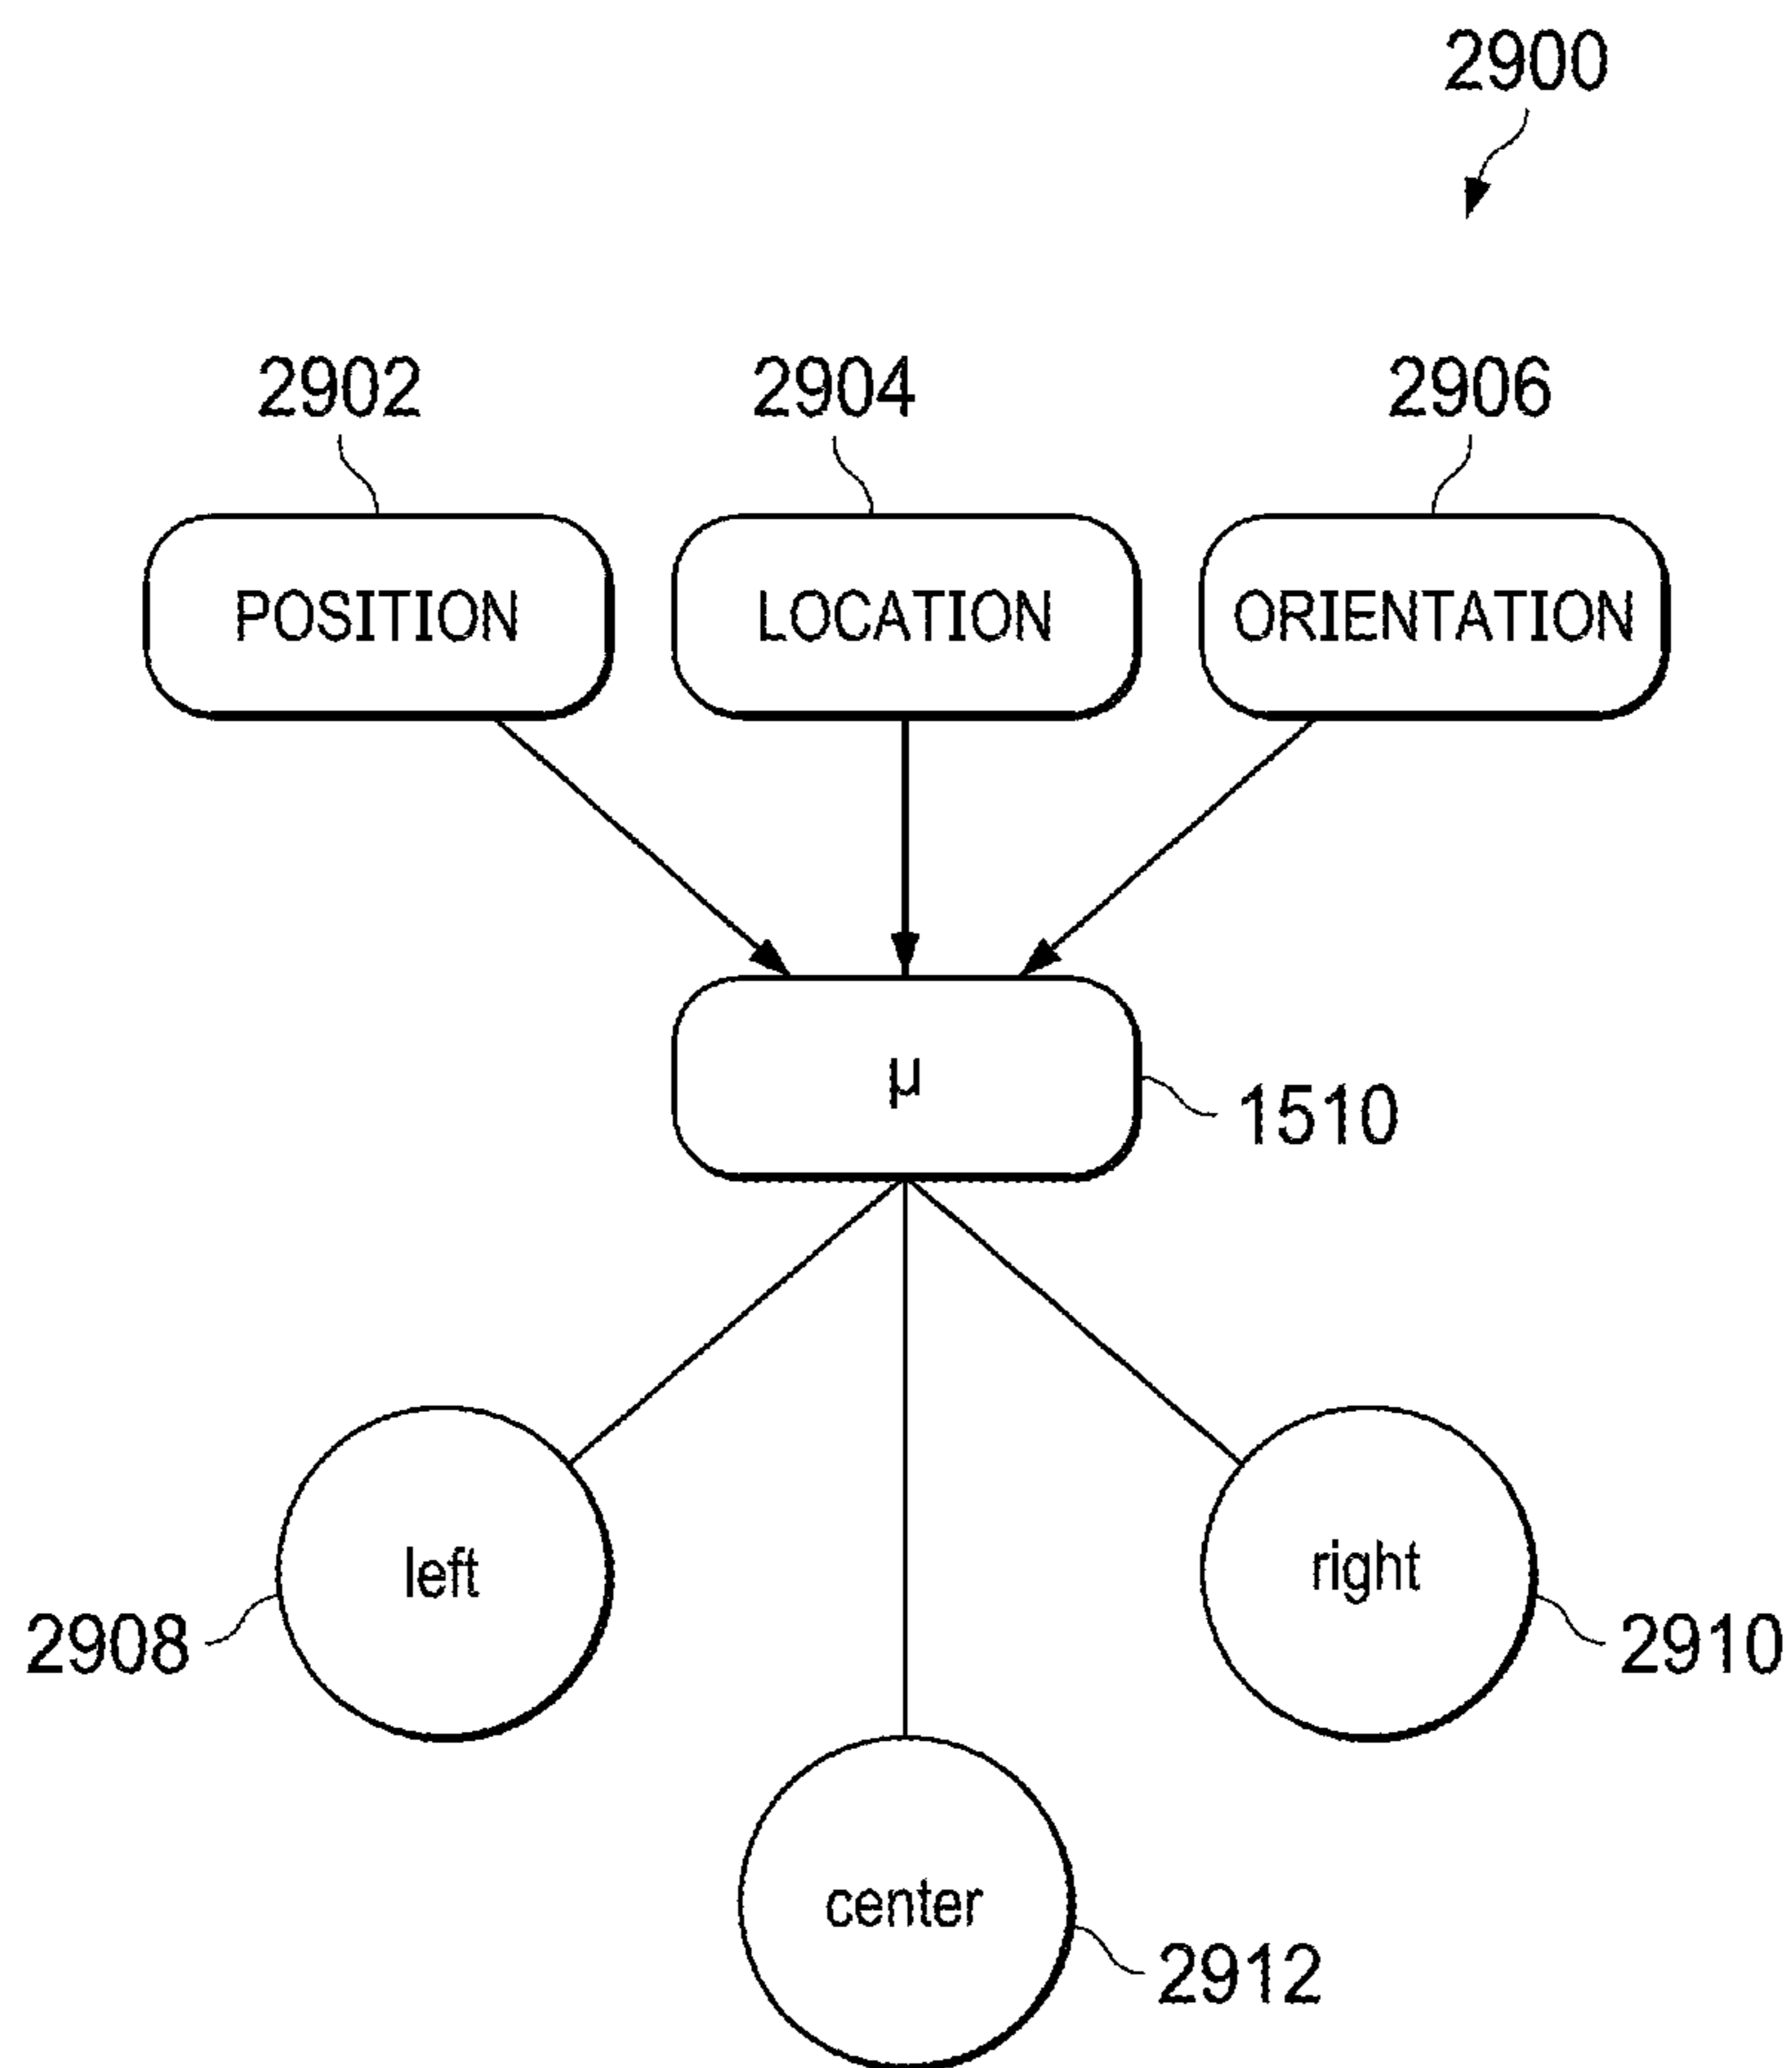 2900
2902 2904 2906
POSITION LOCATION ORIENTATION
μ
1510
left right
2908 2910
center
2912